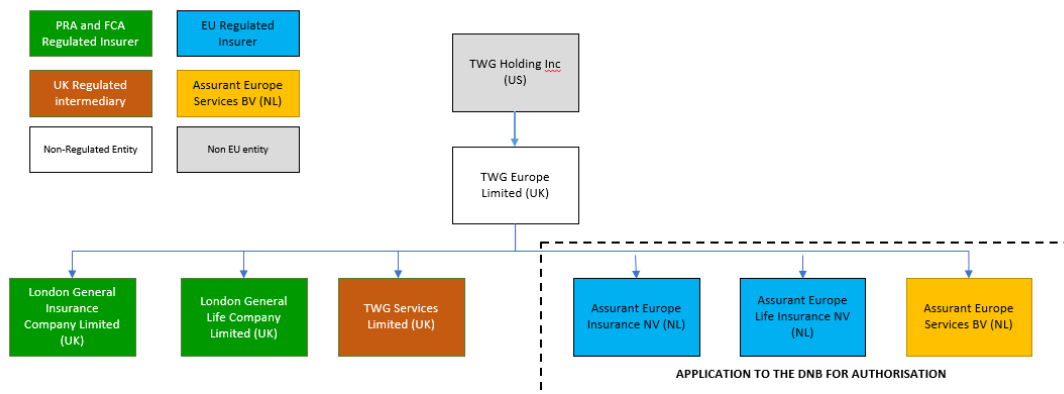 PRA and FCA
Regulated Insurer
EU Regulated
Insurer
UK Regulated
intermediary
Assurant Europe
Services BV (NL)
Non-Regulated Entity
Non EU entity
TWG Holding Inc
(US)
TWG Europe
Limited (UK)
London General
Insurance
Company Limited
(UK)
London General
Life Company
Limited (UK)
TWG Services
Limited (UK)
Assurant Europe
Insurance NV (NL)
Assurant Europe
Life Insurance NV
(NL)
Assurant Europe
Services BV (NL)
APPLICATION TO THE DNB FOR AUTHORISATION